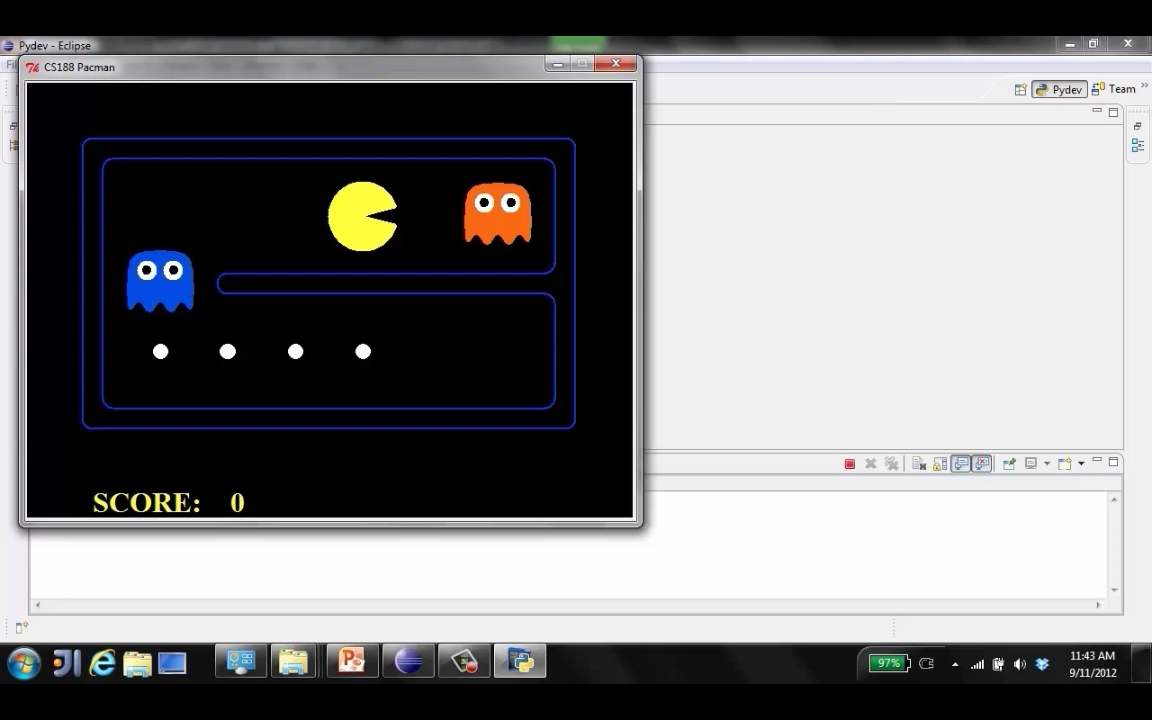 Pydev - Eclipse
CS188 Pacman
Pydev
Team
SCORE: 0
97%
11:43 AM
9/11/2012